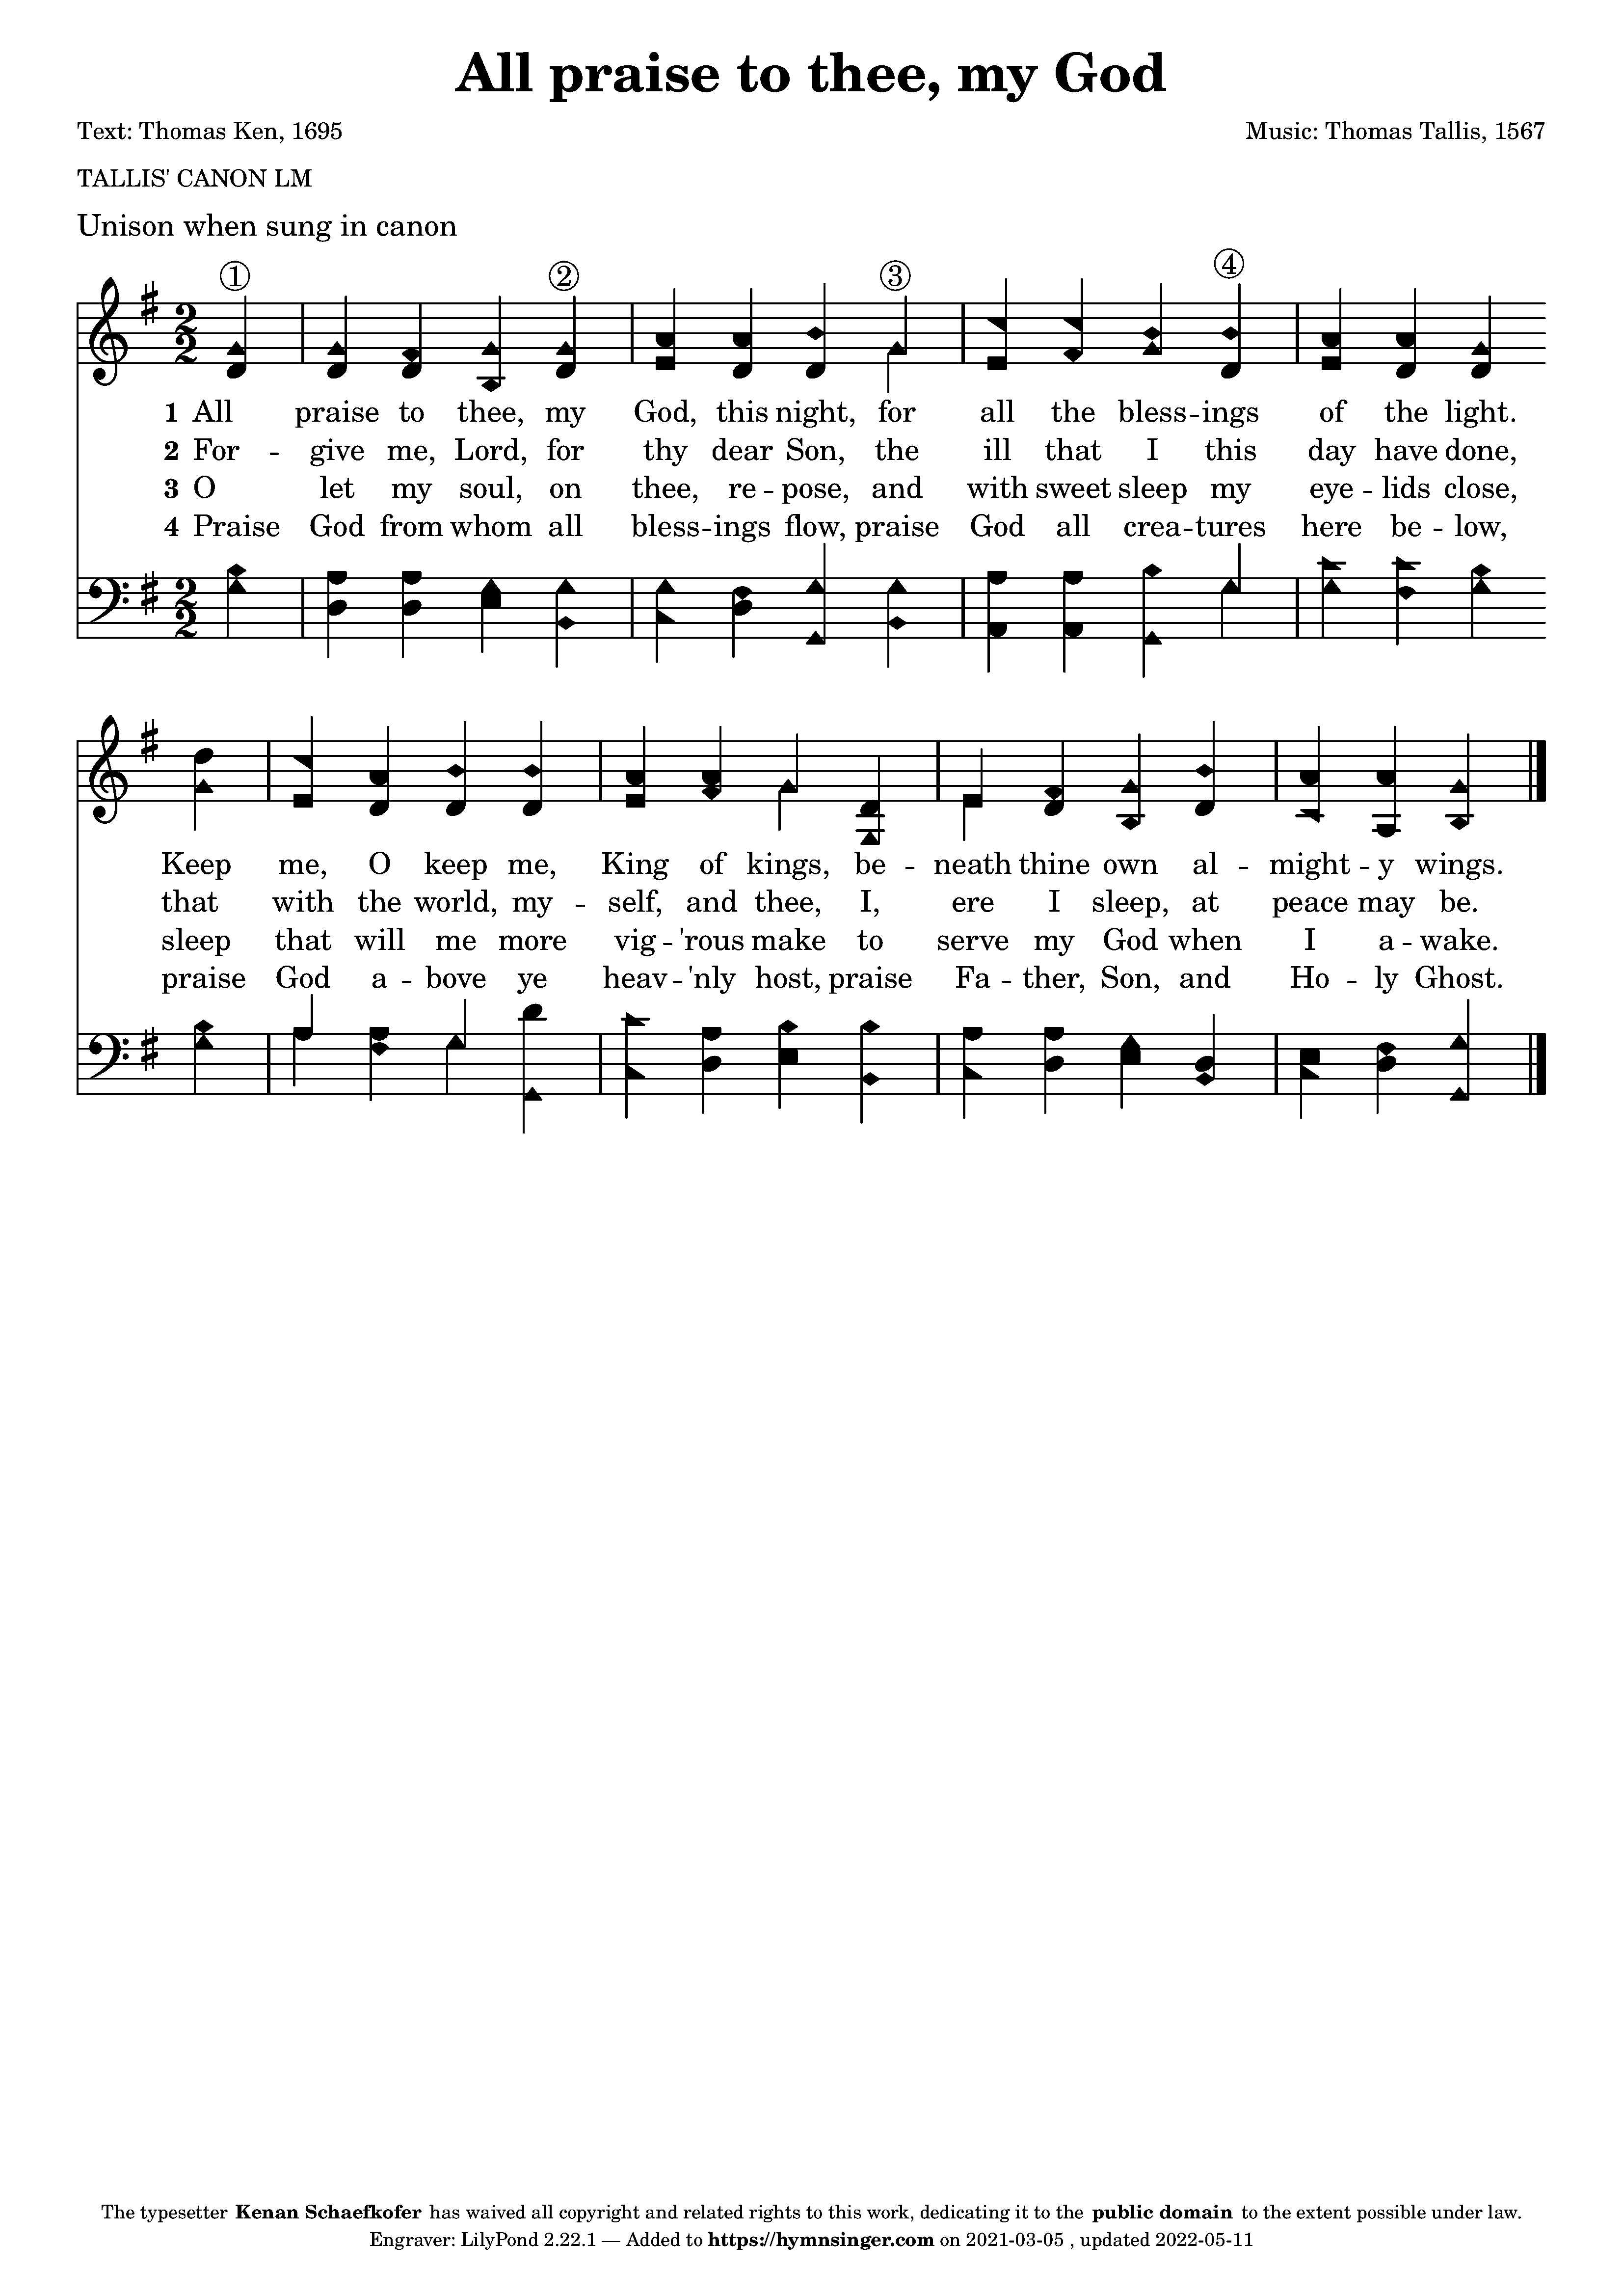 All praise to thee, my God
Text: Thomas Ken, 1695 Music: Thomas Tallis, 1567
TALLIS' CANON LM
Unison when sung in canon
1 2 3 4
1 All praise to thee, my God, this night, for all the bless -- ings of the light.
2 For -- give me, Lord, for thy dear Son, the ill that I this day have done,
3 O let my soul, on thee, re -- pose, and with sweet sleep my eye -- lids close,
4 Praise God from whom all bless -- ings flow, praise God all crea -- tures here be -- low,
Keep me, O keep me, King of kings, be -- neath thine own al -- might -- y wings.
that with the world, my -- self, and thee, I, ere I sleep, at peace may be.
sleep that will me more vig -- 'rous make to serve my God when I a -- wake.
praise God a -- bove ye heav -- 'nly host, praise Fa -- ther, Son, and Ho -- ly Ghost.
The typesetter Kenan Schaefkofer has waived all copyright and related rights to this work, dedicating it to the public domain to the extent possible under law.
Engraver: LilyPond 2.22.1 — Added to https://hymnsinger.com on 2021-03-05 , updated 2022-05-11